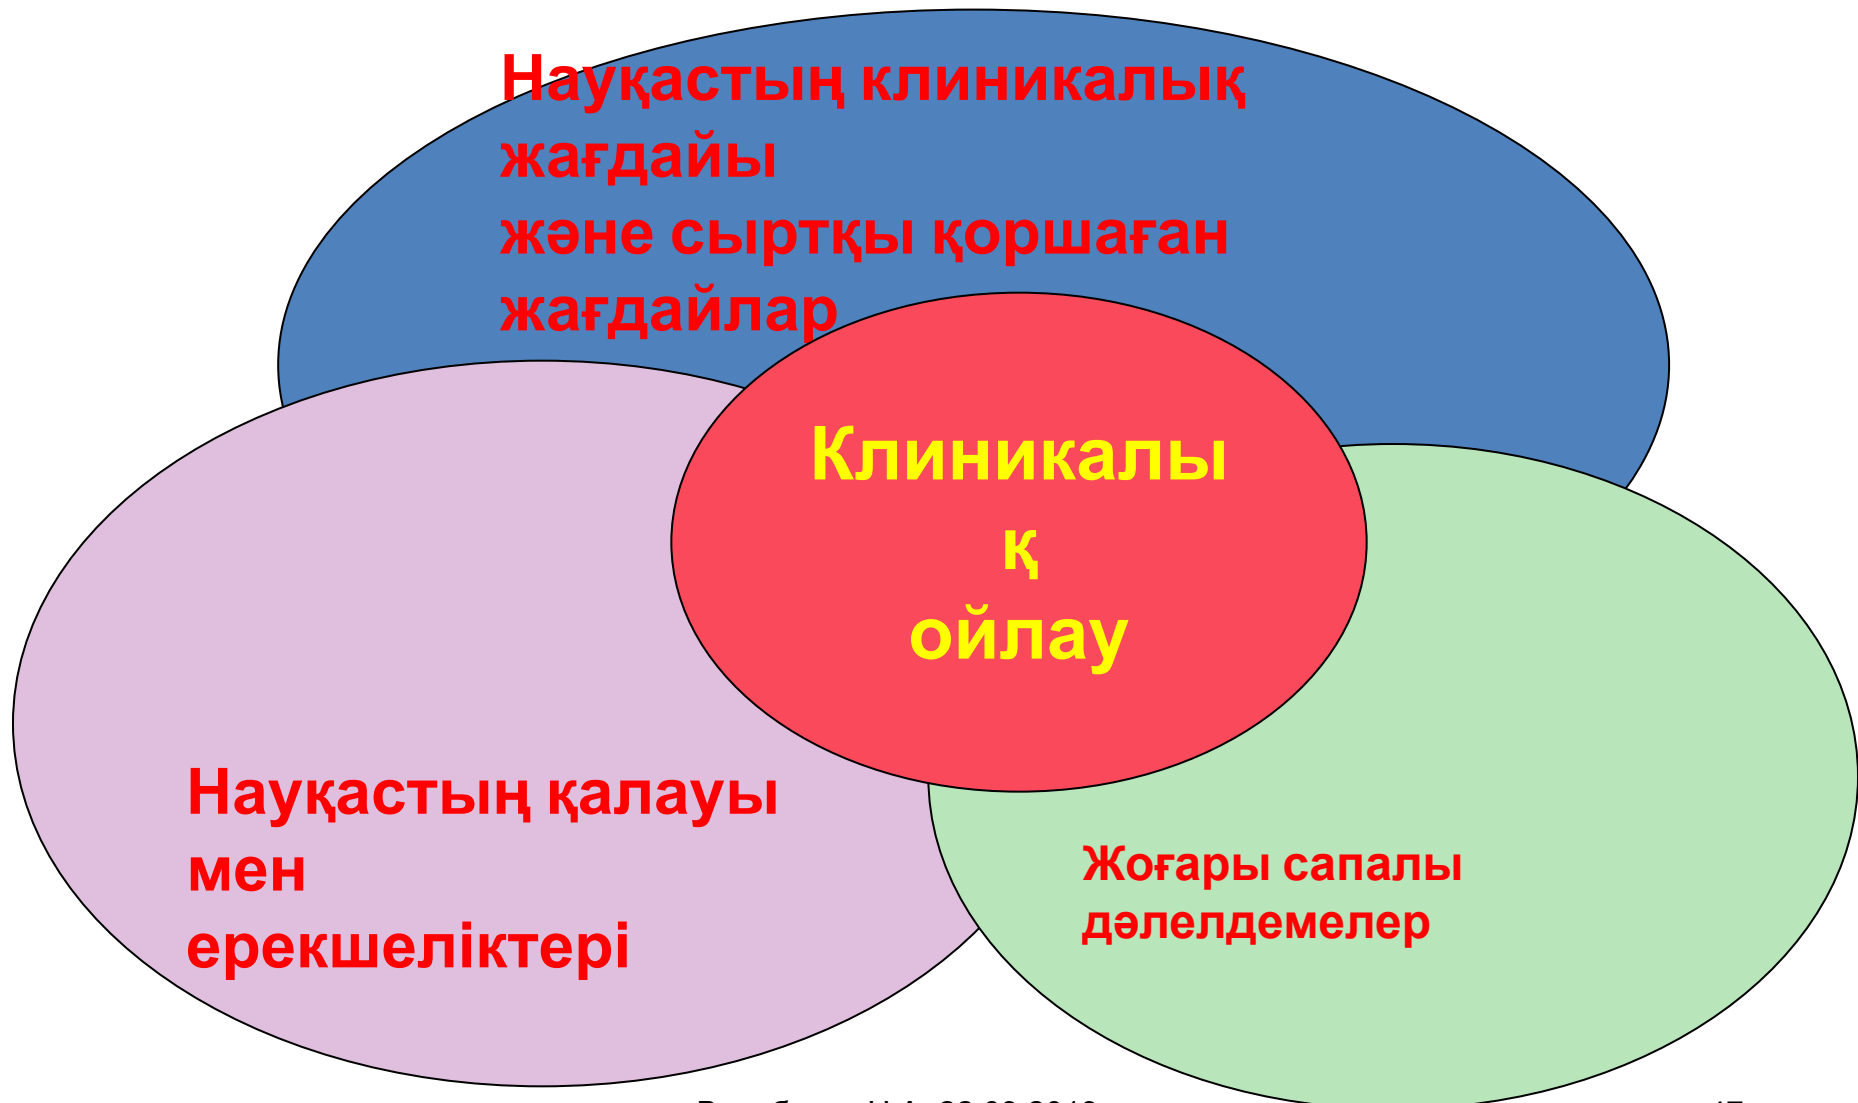 Науқастың клиникалық
жағдайы
және сыртқы қоршаған
жағдайлар
Клиникалы
қ
ойлау
Науқастың қалауы
мен
ерекшеліктері
Жоғары сапалы
дәлелдемелер